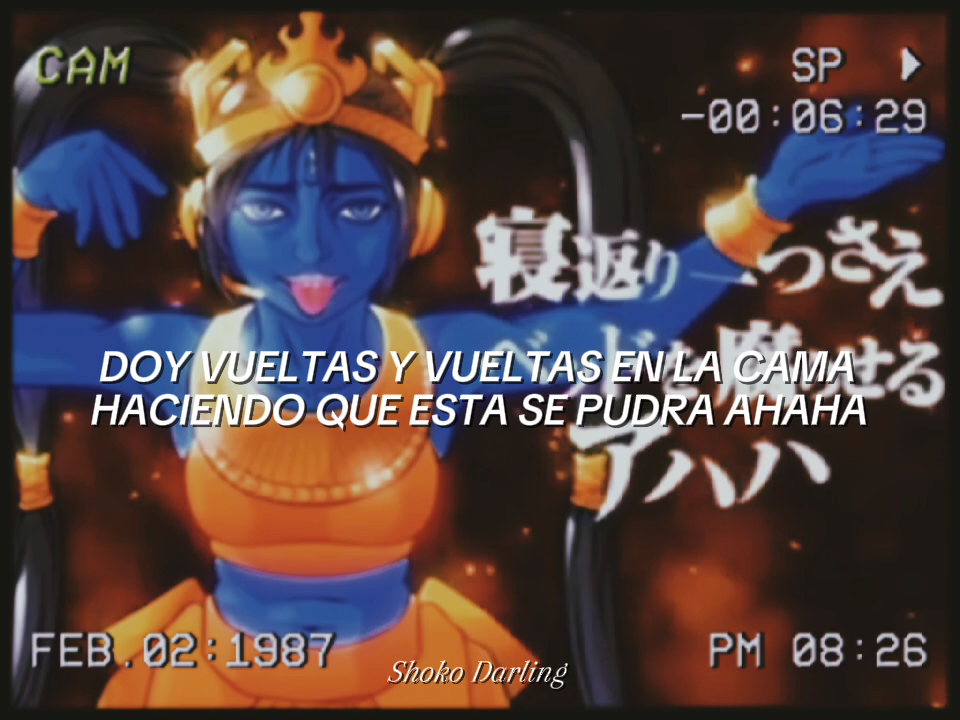 CAM
SP
-00:06:29
寝返り一つさえ
DOY VUELTAS Y VUELTAS EN LA CAMA
HACIENDO QUE ESTA SE PUDRA AHAHA
アハハ
FEB.02:1987
PM 08:26
Shoko Darling